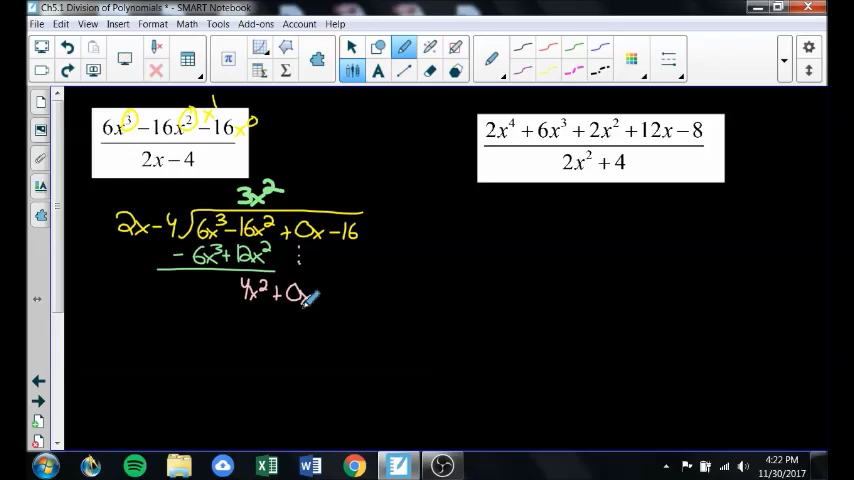 Ch5.1 Division of Polynomials * - SMART Notebook
File Edit View Insert Format Math Tools Add-ons Account Help
6x³ −16x² −16
x¹
x⁰
2x − 4
2x⁴ + 6x³ + 2x² +12x − 8
2x² + 4
3x²
2x − 4 6x³ −16x² + 0x −16
− 6x³ + 12x²
4x² + 0x
4:22 PM
11/30/2017